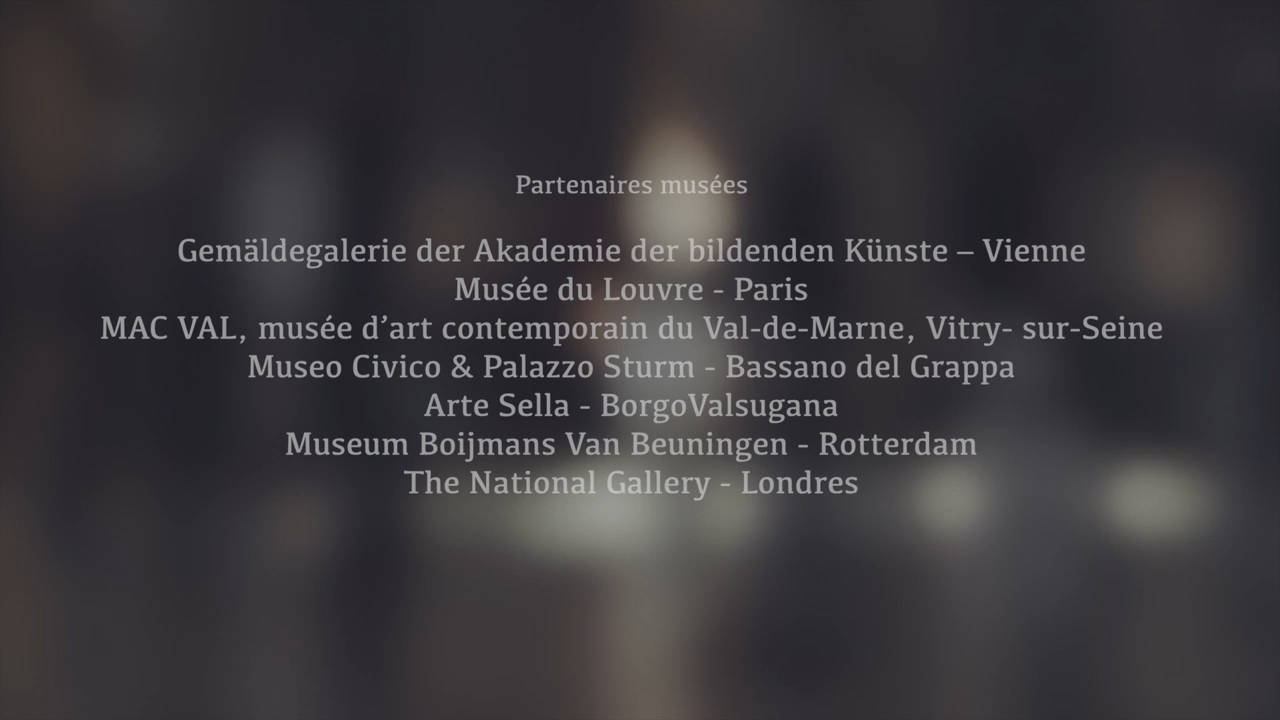 Partenaires musées
Gemäldegalerie der Akademie der bildenden Künste – Vienne
Musée du Louvre - Paris
MAC VAL, musée d’art contemporain du Val-de-Marne, Vitry- sur-Seine
Museo Civico & Palazzo Sturm - Bassano del Grappa
Arte Sella - BorgoValsugana
Museum Boijmans Van Beuningen - Rotterdam
The National Gallery - Londres